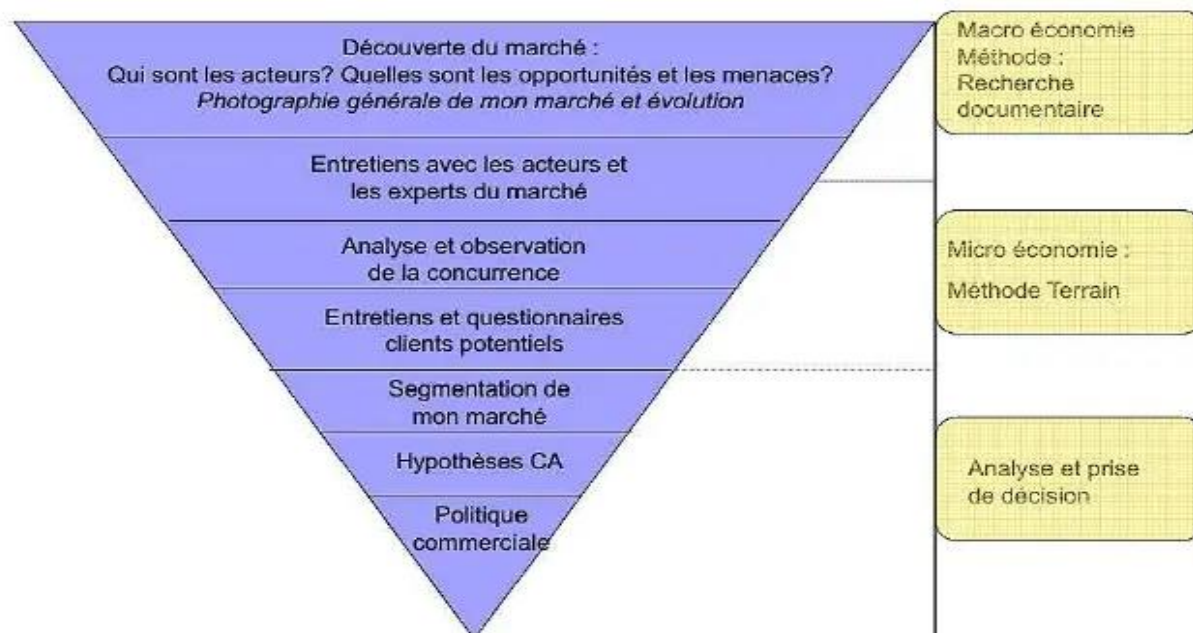 Découverte du marché :
Qui sont les acteurs? Quelles sont les opportunités et les menaces?
Photographie générale de mon marché et évolution
Entretiens avec les acteurs et
les experts du marché
Analyse et observation
de la concurrence
Entretiens et questionnaires
clients potentiels
Segmentation de
mon marché
Hypothèses CA
Politique
commerciale
Macro économie
Méthode :
Recherche
documentaire
Micro économie :
Méthode Terrain
Analyse et prise
de décision